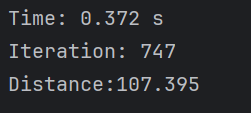 Time: 0.372 s
Iteration: 747
Distance:107.395